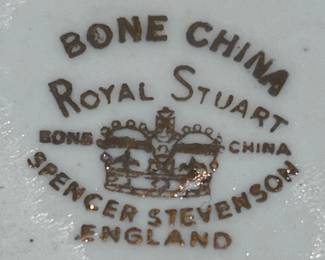 BONE CHINA
ROYAL STUART
BONE CHINA
SPENCER STEVENSON
ENGLAND